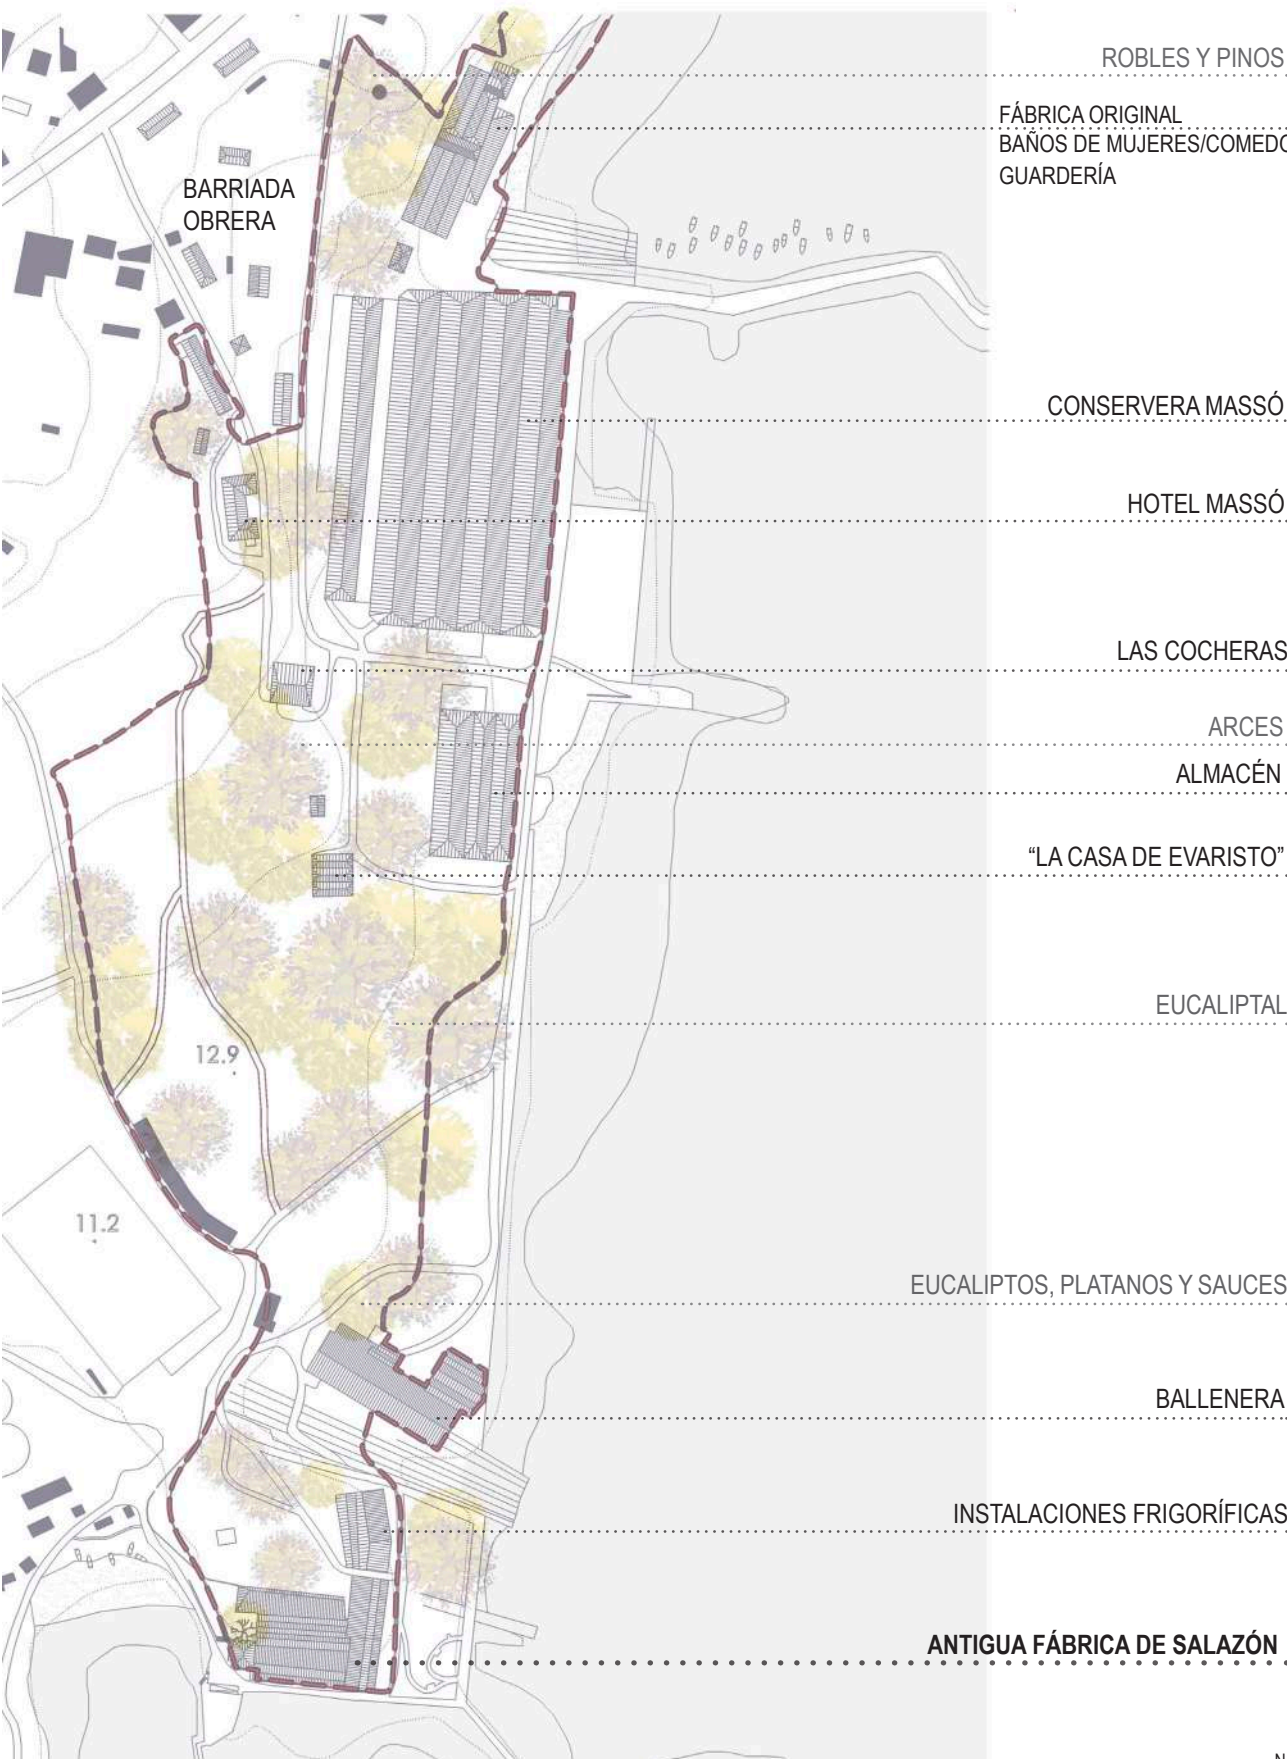 ROBLES Y PINOS
FÁBRICA ORIGINAL
BAÑOS DE MUJERES/COMEDO
GUARDERÍA
BARRIADA
OBRERA
CONSERVERA MASSÓ
HOTEL MASSÓ
LAS COCHERAS
ARCES
ALMACÉN
“LA CASA DE EVARISTO”
EUCALIPTAL
12.9
11.2
EUCALIPTOS, PLATANOS Y SAUCES
BALLENERA
INSTALACIONES FRIGORÍFICAS
ANTIGUA FÁBRICA DE SALAZÓN